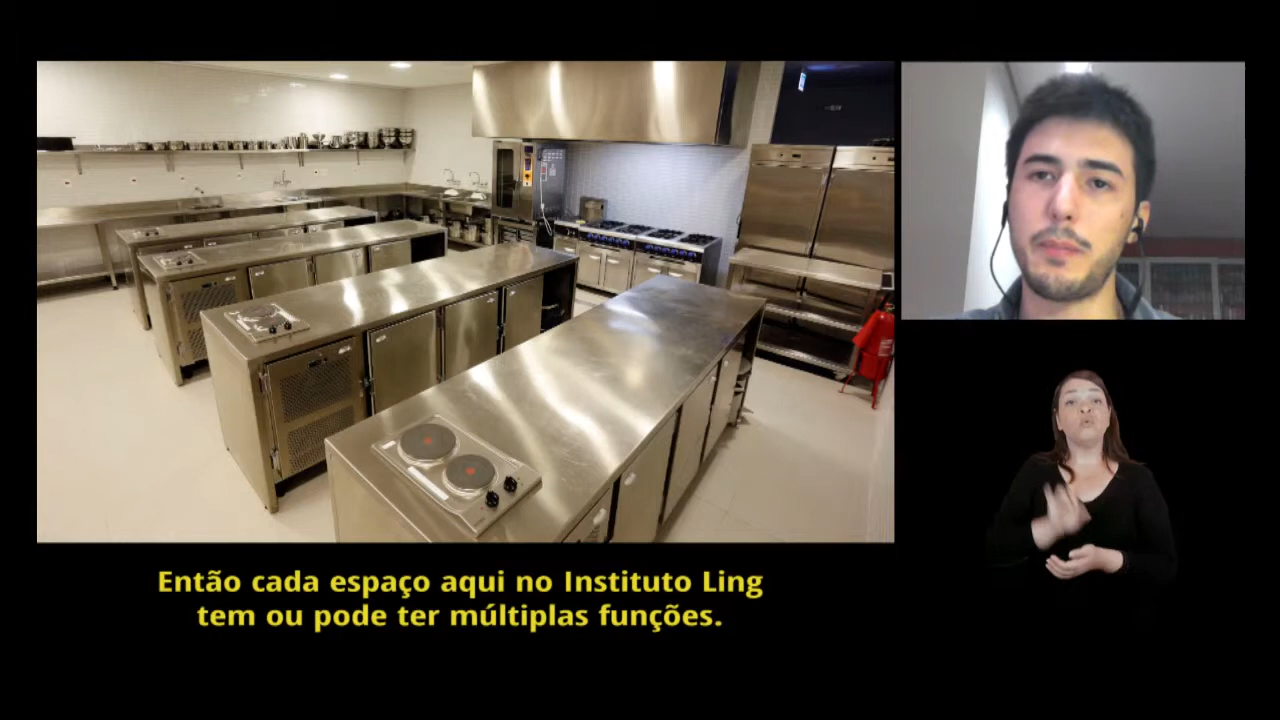 Então cada espaço aqui no Instituto Ling
tem ou pode ter múltiplas funções.